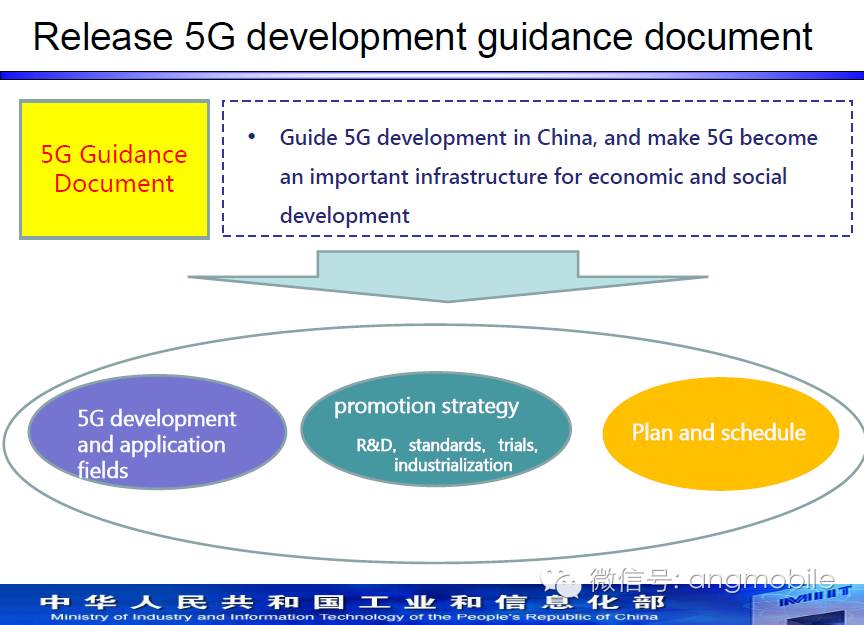 Release 5G development guidance document
5G Guidance
Document
• Guide 5G development in China, and make 5G become
an important infrastructure for economic and social
development
5G development
and application
fields
promotion strategy
R&D, standards, trials,
industrialization
Plan and schedule
微信号: angmobile
中华人民共和国工业和信息化部
Ministry of Industry and Information Technology of the People's Republic of China
MIIT